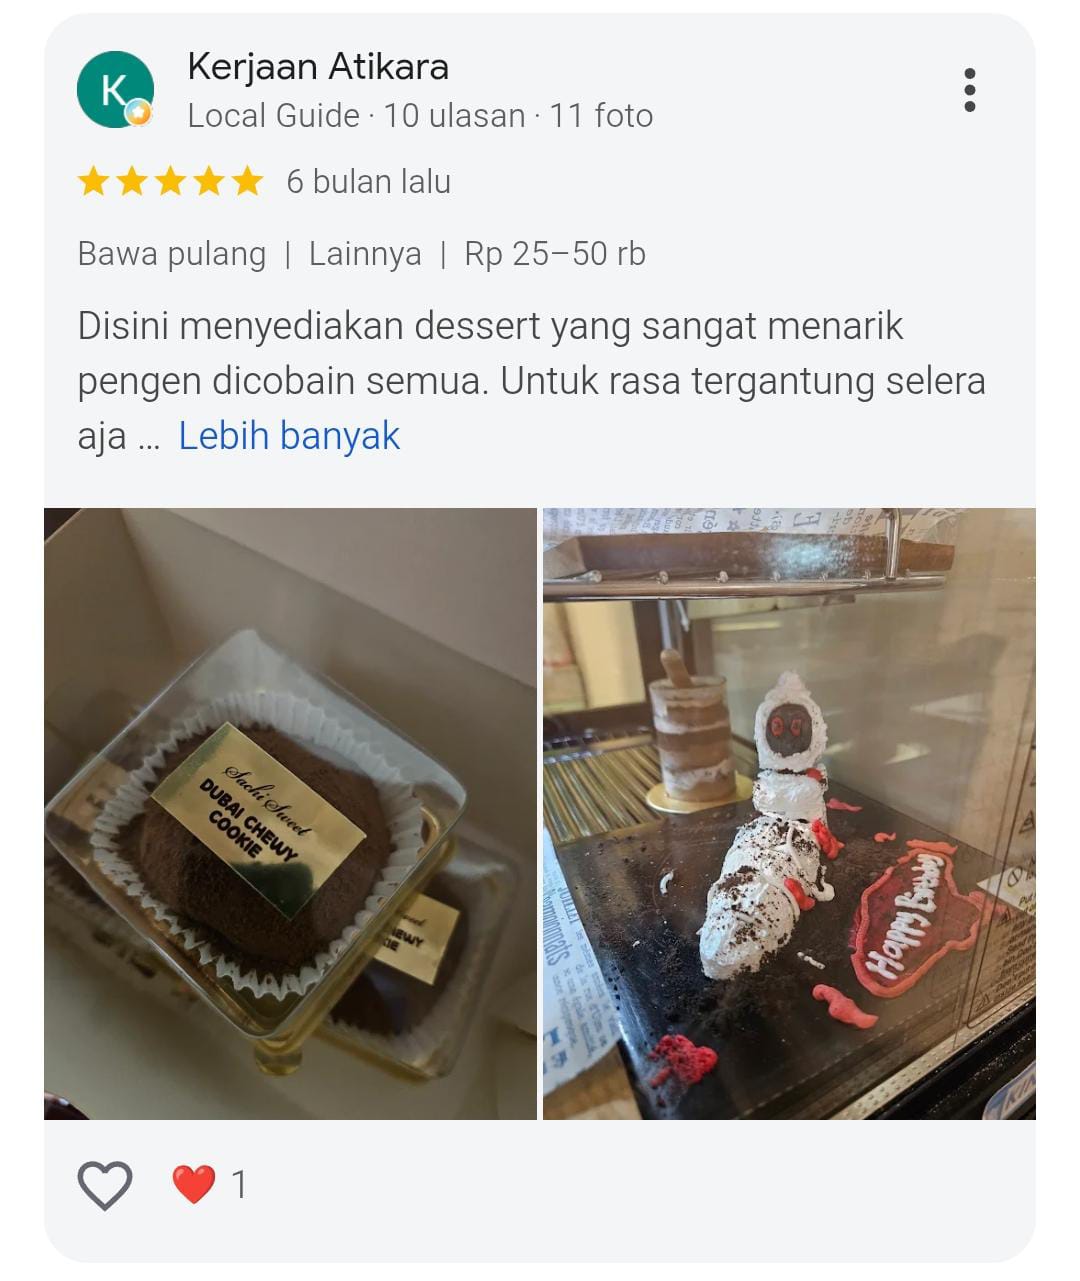 K
Kerjaan Atikara
Local Guide · 10 ulasan · 11 foto
6 bulan lalu
Bawa pulang | Lainnya | Rp 25–50 rb
Disini menyediakan dessert yang sangat menarik
pengen dicobain semua. Untuk rasa tergantung selera
aja ... Lebih banyak
Sachi Sweet
DUBAI CHEWY
COOKIE
1